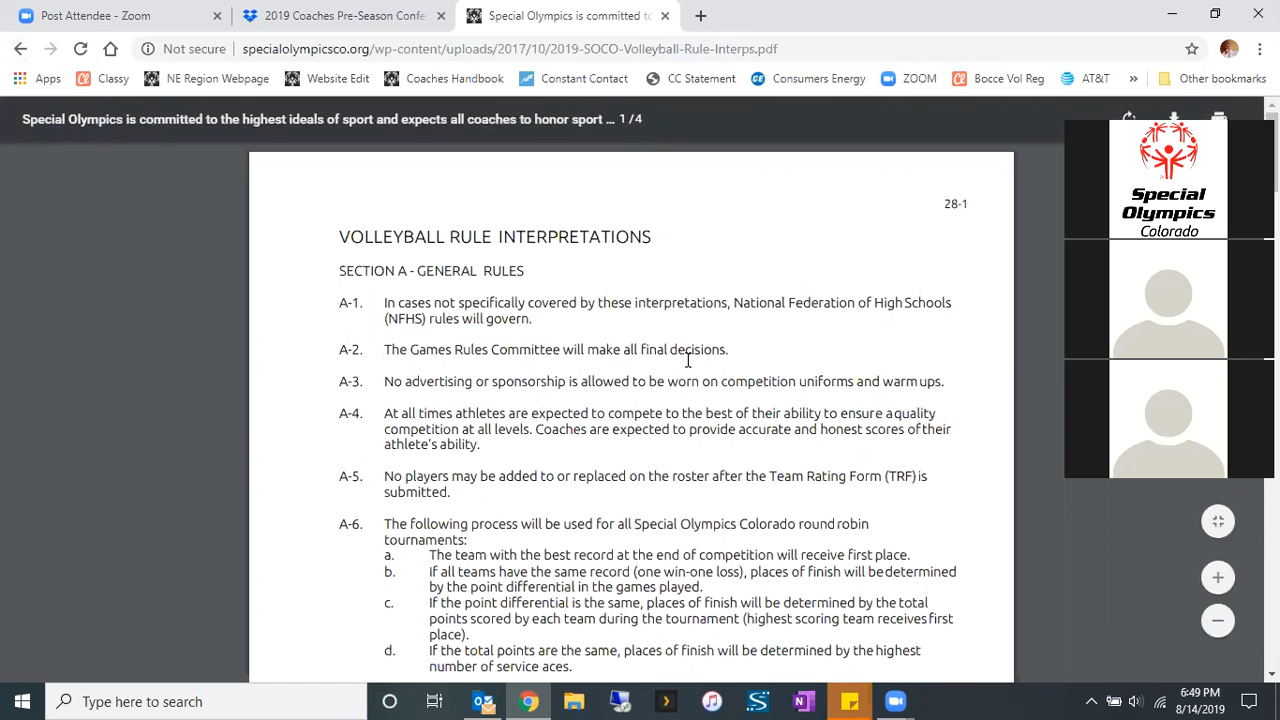 Post Attendee - Zoom
2019 Coaches Pre-Season Confe
Special Olympics is committed to
Not secure
specialolympicsco.org/wp-content/uploads/2017/10/2019-SOCO-Volleyball-Rule-Interps.pdf
Apps
Classy
NE Region Webpage
Website Edit
Coaches Handbook
Constant Contact
CC Statement
Consumers Energy
ZOOM
Bocce Vol Reg
AT&T
Other bookmarks
Special Olympics is committed to the highest ideals of sport and expects all coaches to honor sport ... 1 / 4
Special
Olympics
Colorado
28-1
VOLLEYBALL RULE INTERPRETATIONS
SECTION A - GENERAL RULES
A-1. In cases not specifically covered by these interpretations, National Federation of High Schools
(NFHS) rules will govern.
A-2. The Games Rules Committee will make all final decisions.
A-3. No advertising or sponsorship is allowed to be worn on competition uniforms and warm ups.
A-4. At all times athletes are expected to compete to the best of their ability to ensure a quality
competition at all levels. Coaches are expected to provide accurate and honest scores of their
athlete's ability.
A-5. No players may be added to or replaced on the roster after the Team Rating Form (TRF) is
submitted.
A-6. The following process will be used for all Special Olympics Colorado round robin
tournaments:
a. The team with the best record at the end of competition will receive first place.
b. If all teams have the same record (one win-one loss), places of finish will be determined
by the point differential in the games played.
c. If the point differential is the same, places of finish will be determined by the total
points scored by each team during the tournament (highest scoring team receives first
place).
d. If the total points are the same, places of finish will be determined by the highest
number of service aces.
Type here to search
6:49 PM
8/14/2019